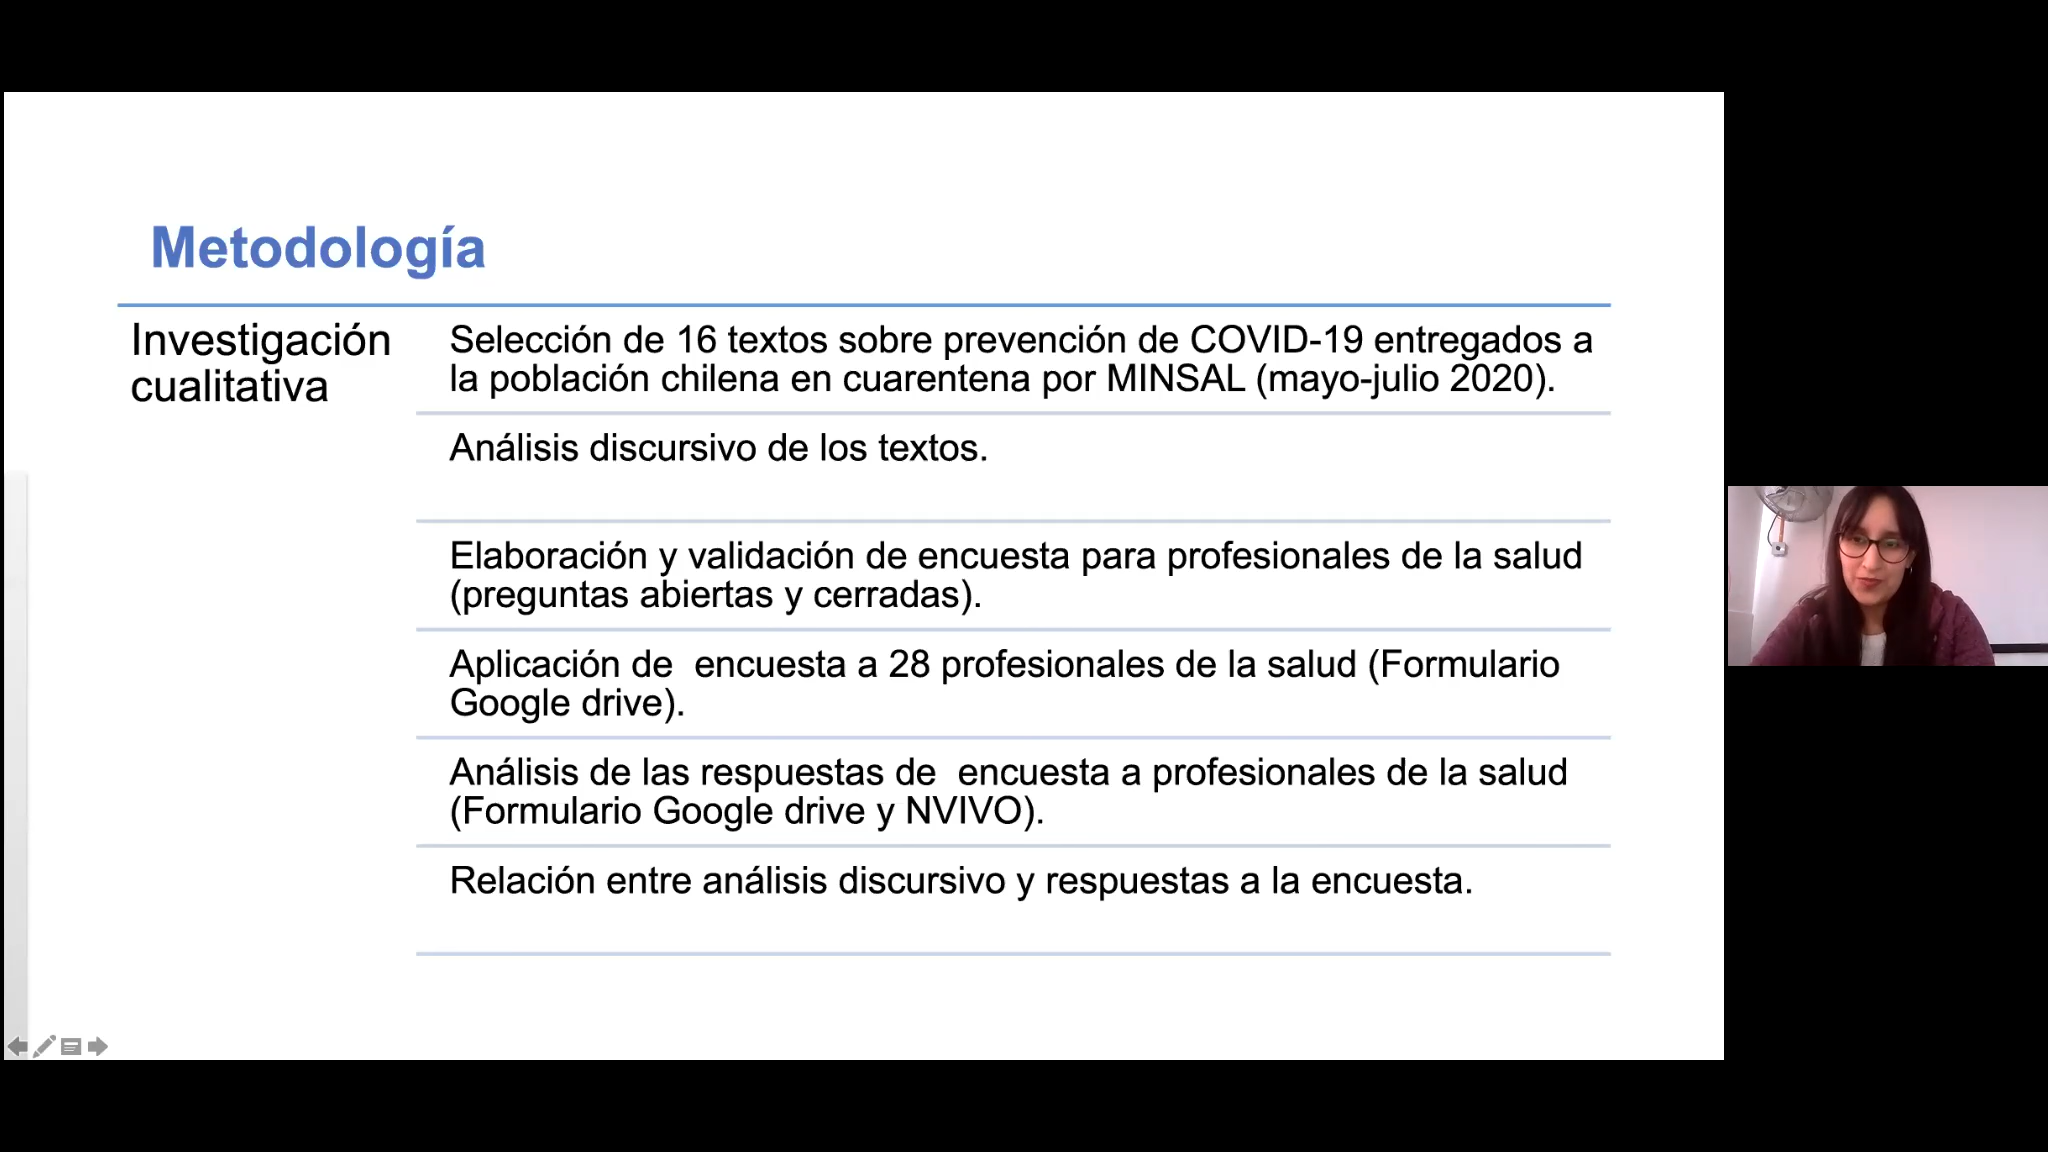 Metodología
Investigación
cualitativa
Selección de 16 textos sobre prevención de COVID-19 entregados a
la población chilena en cuarentena por MINSAL (mayo-julio 2020).
Análisis discursivo de los textos.
Elaboración y validación de encuesta para profesionales de la salud
(preguntas abiertas y cerradas).
Aplicación de  encuesta a 28 profesionales de la salud (Formulario
Google drive).
Análisis de las respuestas de  encuesta a profesionales de la salud
(Formulario Google drive y NVIVO).
Relación entre análisis discursivo y respuestas a la encuesta.